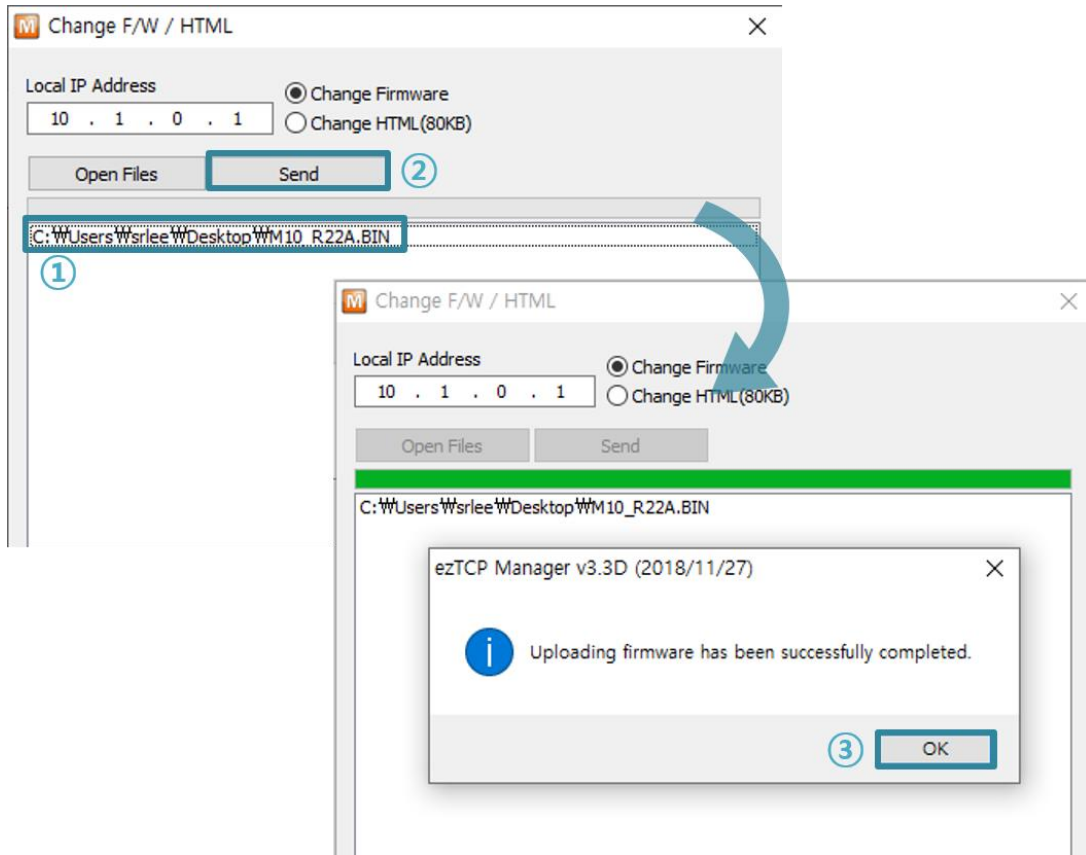 M Change F/W / HTML
Local IP Address
10 . 1 . 0 . 1
Change Firmware
Change HTML(80KB)
Open Files
Send
②
C:₩Users₩srlee₩Desktop₩M10_R22A.BIN
①
M Change F/W / HTML
Local IP Address
10 . 1 . 0 . 1
Change Firmware
Change HTML(80KB)
Open Files
Send
C:₩Users₩srlee₩Desktop₩M10_R22A.BIN
ezTCP Manager v3.3D (2018/11/27)
Uploading firmware has been successfully completed.
③
OK